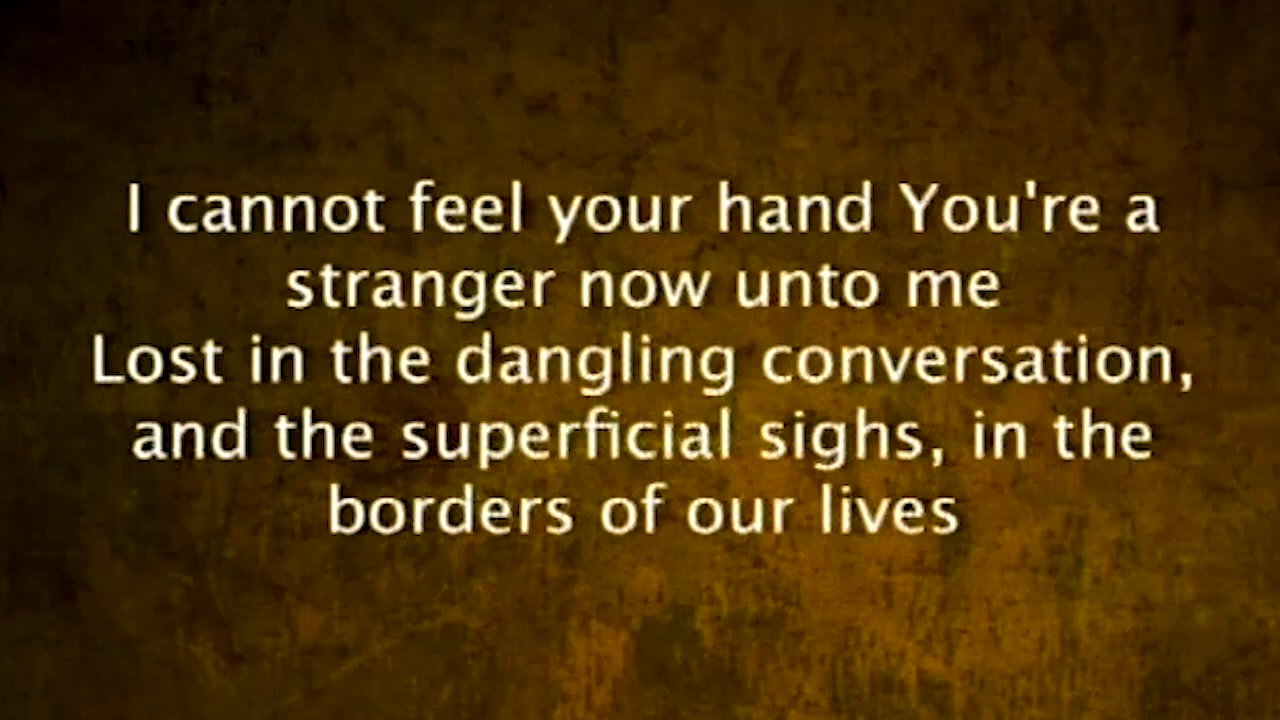 I cannot feel your hand You're a
stranger now unto me
Lost in the dangling conversation,
and the superficial sighs, in the
borders of our lives